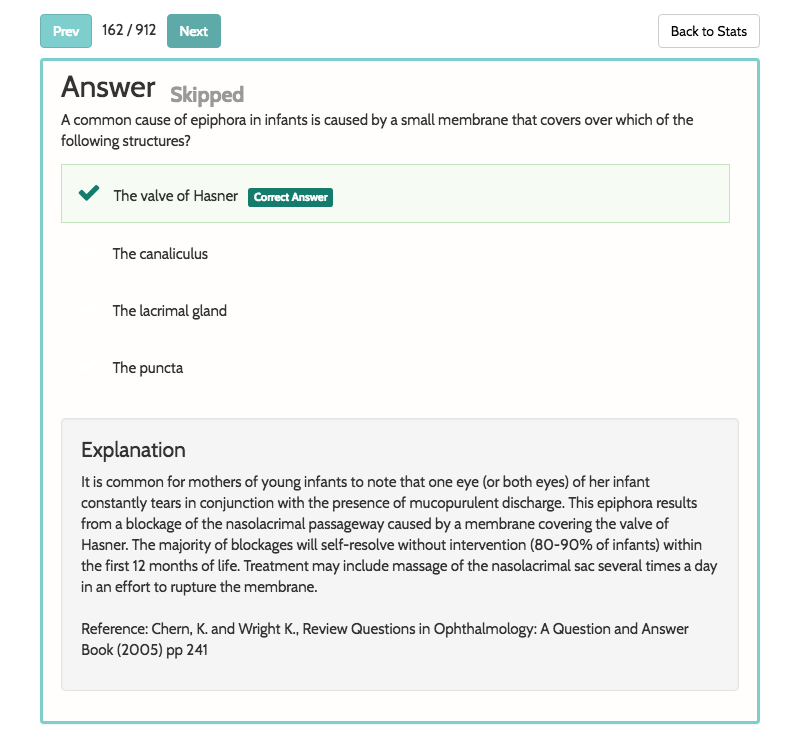 Prev 162 / 912 Next Back to Stats
Answer Skipped
A common cause of epiphora in infants is caused by a small membrane that covers over which of the
following structures?
The valve of Hasner Correct Answer
The canaliculus
The lacrimal gland
The puncta
Explanation
It is common for mothers of young infants to note that one eye (or both eyes) of her infant
constantly tears in conjunction with the presence of mucopurulent discharge. This epiphora results
from a blockage of the nasolacrimal passageway caused by a membrane covering the valve of
Hasner. The majority of blockages will self-resolve without intervention (80-90% of infants) within
the first 12 months of life. Treatment may include massage of the nasolacrimal sac several times a day
in an effort to rupture the membrane.
Reference: Chern, K. and Wright K., Review Questions in Ophthalmology: A Question and Answer
Book (2005) pp 241